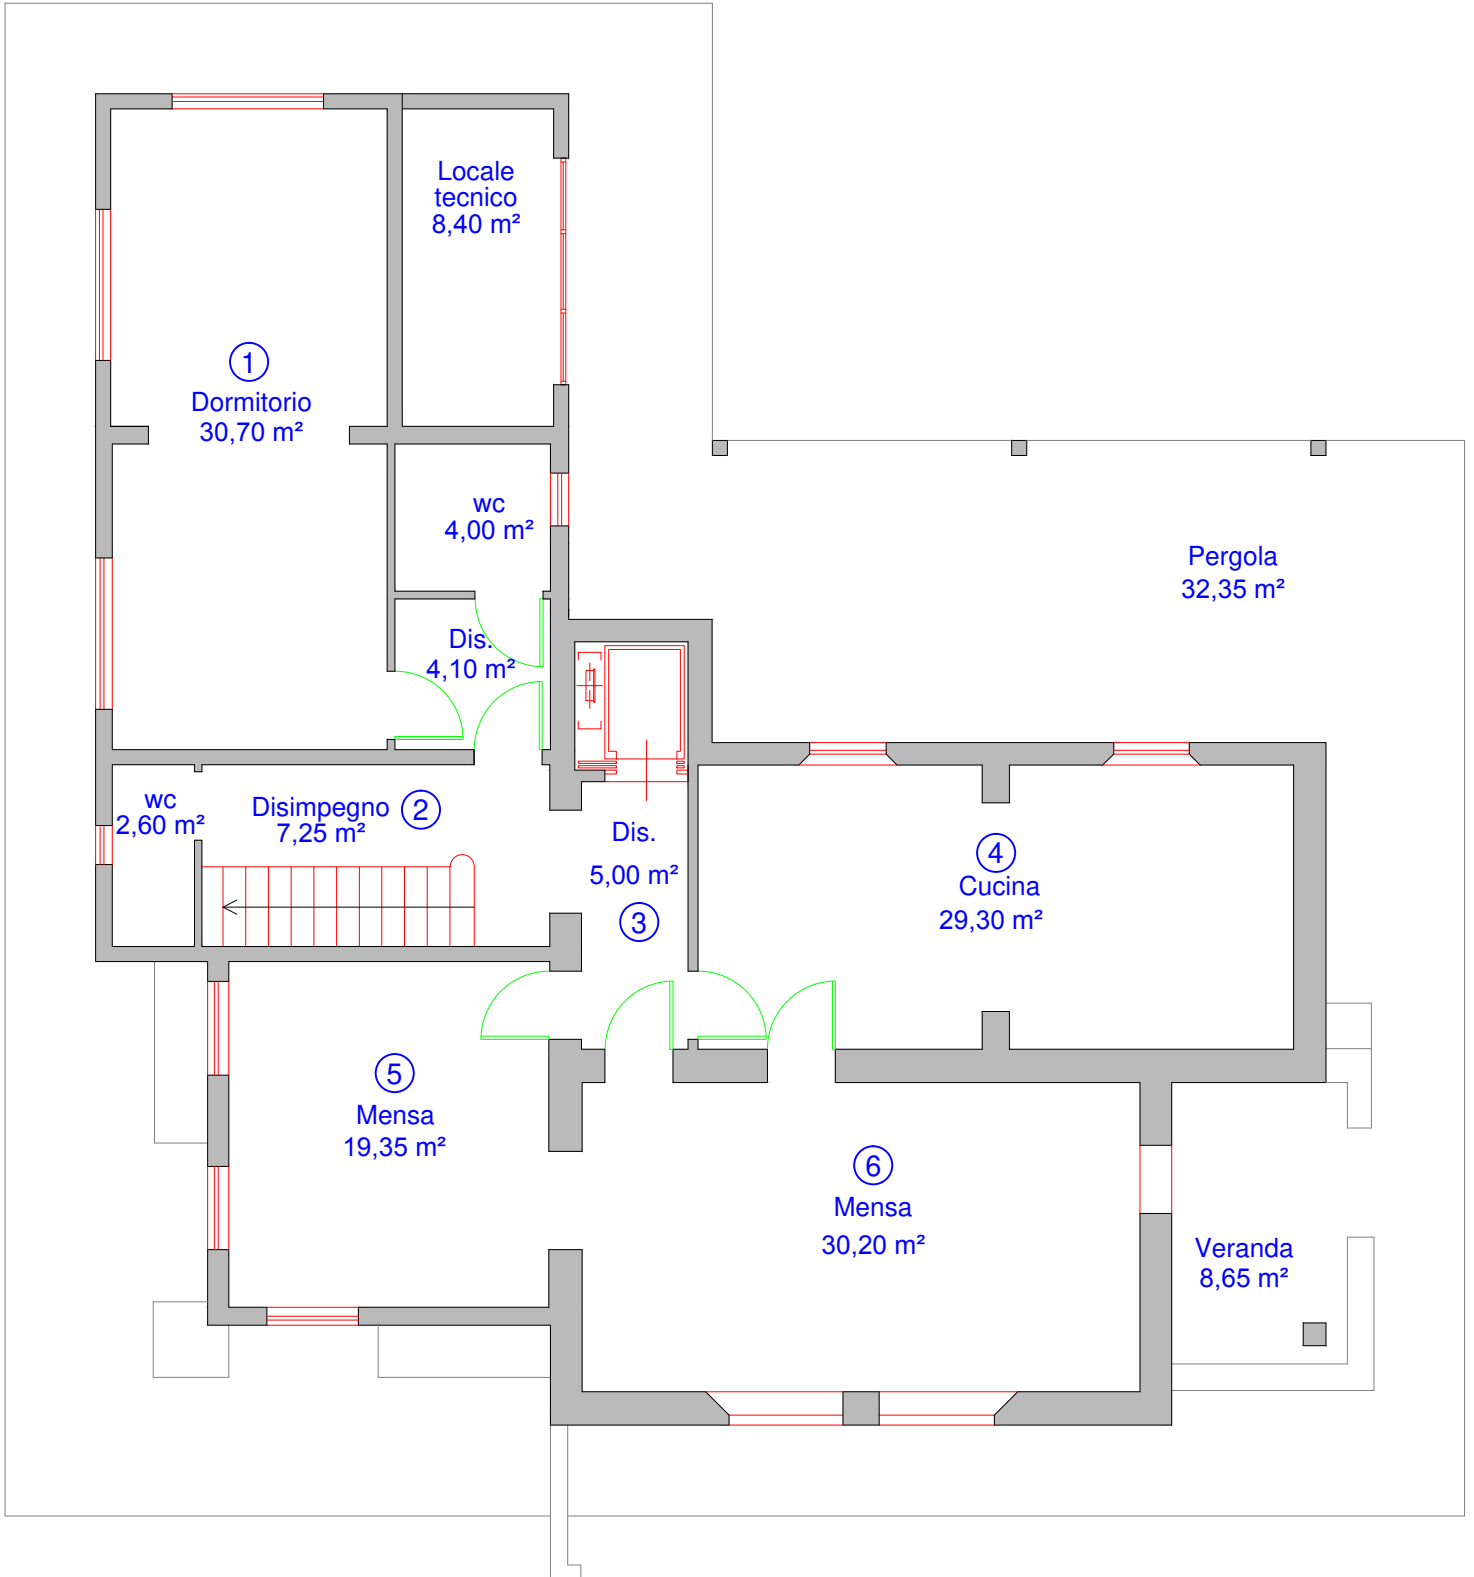 Locale
tecnico
8,40 m²
1
Dormitorio
30,70 m²
wc
4,00 m²
Pergola
32,35 m²
Dis.
4,10 m²
wc
2,60 m²
Disimpegno
7,25 m²
2
Dis.
5,00 m²
3
4
Cucina
29,30 m²
5
Mensa
19,35 m²
6
Mensa
30,20 m²
Veranda
8,65 m²